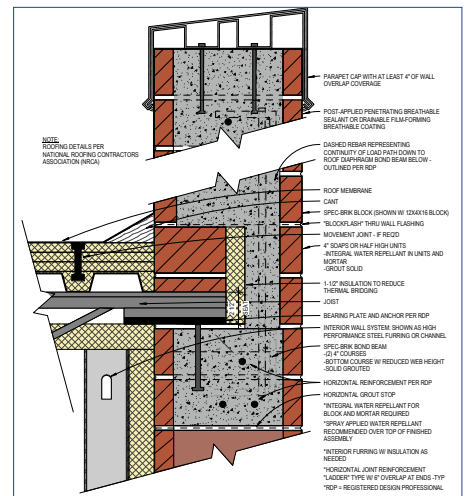 PARAPET CAP WITH AT LEAST 4" OF WALL
OVERLAP COVERAGE
POST-APPLIED PENETRATING BREATHABLE
SEALANT OR DRAINABLE FILM-FORMING
BREATHABLE COATING
NOTE:
ROOFING DETAILS PER
NATIONAL ROOFING CONTRACTORS
ASSOCIATION (NRCA)
DASHED REBAR REPRESENTING
CONTINUITY OF LOAD PATH DOWN TO
ROOF DIAPHRAGM BOND BEAM BELOW -
OUTLINED PER RDP
ROOF MEMBRANE
CANT
SPEC-BRIK BLOCK (SHOWN W/ 12X4X16 BLOCK)
"BLOCKFLASH" THRU WALL FLASHING
MOVEMENT JOINT - IF REQ'D
4" SOAPS OR HALF HIGH UNITS
-INTEGRAL WATER REPELLANT IN UNITS AND
MORTAR
-GROUT SOLID
1-1/2" INSULATION TO REDUCE
THERMAL BRIDGING
JOIST
BEARING PLATE AND ANCHOR PER RDP
INTERIOR WALL SYSTEM: SHOWN AS HIGH
PERFORMANCE STEEL FURRING OR CHANNEL
SPEC-BRIK BOND BEAM
-(2) 4" COURSES
-BOTTOM COURSE W/ REDUCED WEB HEIGHT
-SOLID GROUTED
HORIZONTAL REINFORCEMENT PER RDP
HORIZONTAL GROUT STOP
*INTEGRAL WATER REPELLANT FOR
BLOCK AND MORTAR REQUIRED
*SPRAY APPLIED WATER REPELLANT
RECOMMENDED OVER TOP OF FINISHED
ASSEMBLY
*INTERIOR FURRING W/ INSULATION AS
NEEDED
*HORIZONTAL JOINT REINFORCEMENT
"LADDER" TYPE W/ 6" OVERLAP AT ENDS -TYP
*RDP = REGISTERED DESIGN PROFESSIONAL